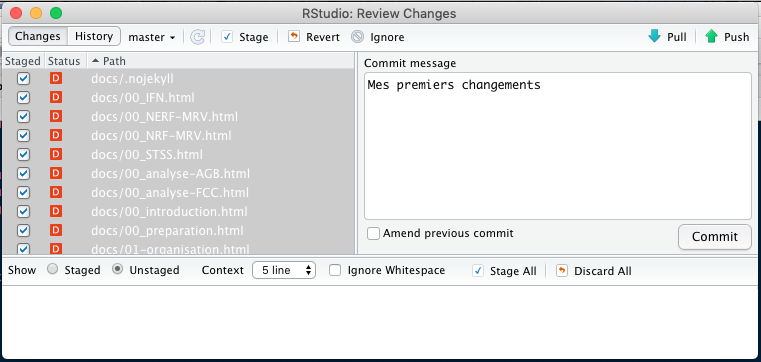 RStudio: Review Changes
Changes History master Stage Revert Ignore Pull Push
Staged Status Path
D docs/.nojekyll
D docs/00_IFN.html
D docs/00_NERF-MRV.html
D docs/00_NRF-MRV.html
D docs/00_STSS.html
D docs/00_analyse-AGB.html
D docs/00_analyse-FCC.html
D docs/00_introduction.html
D docs/00_preparation.html
D docs/01-organisation.html
Commit message
Mes premiers changements
Amend previous commit Commit
Show Staged Unstaged Context 5 line Ignore Whitespace Stage All Discard All